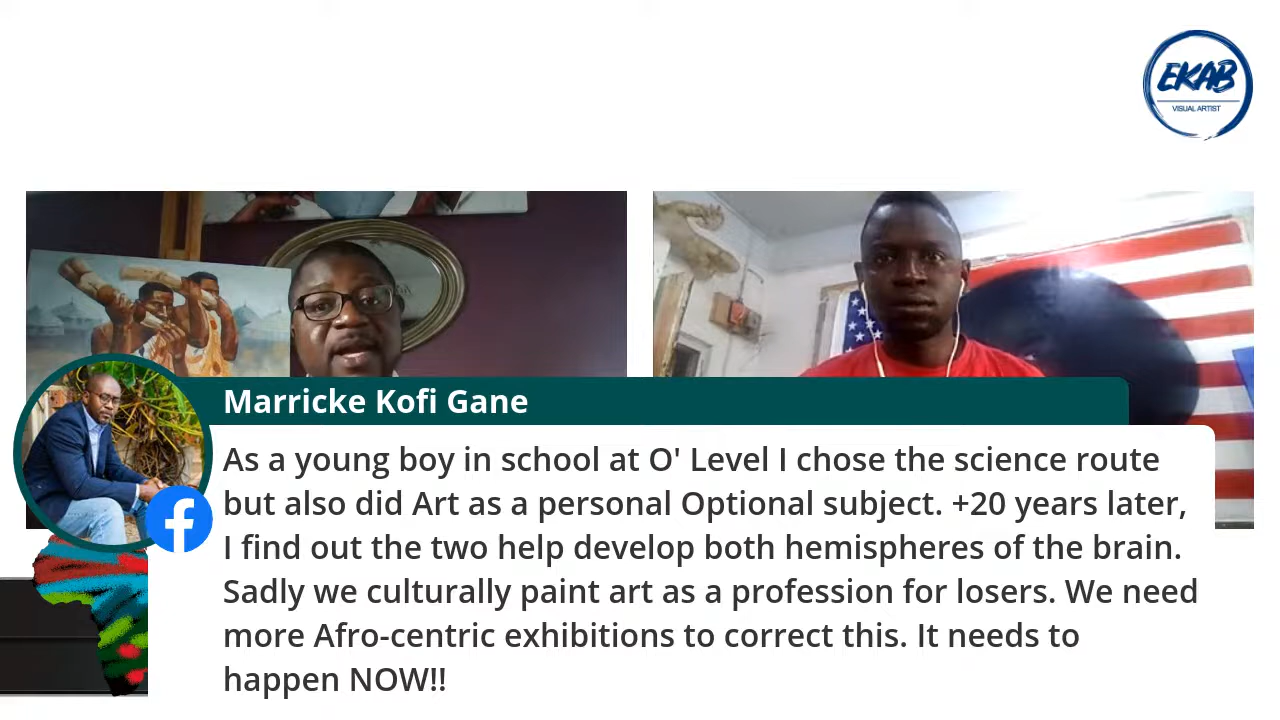 EKAB
VISUAL ARTIST
Marricke Kofi Gane
As a young boy in school at O' Level I chose the science route
but also did Art as a personal Optional subject. +20 years later,
I find out the two help develop both hemispheres of the brain.
Sadly we culturally paint art as a profession for losers. We need
more Afro-centric exhibitions to correct this. It needs to
happen NOW!!